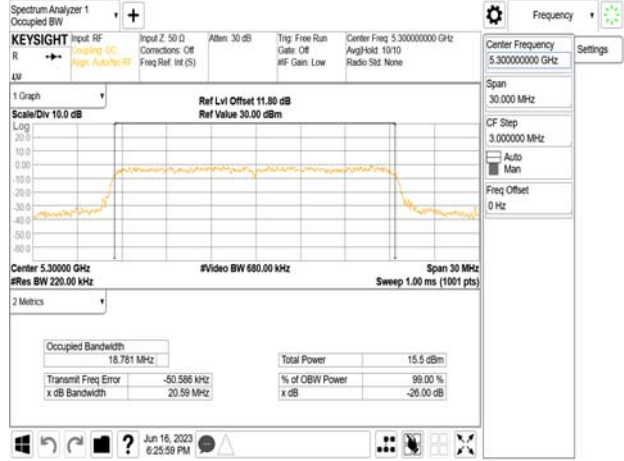 Spectrum Analyzer 1
Occupied BW
+
Frequency
KEYSIGHT
Input: RF
Coupling: DC
Align: Auto/No RF
Input Z: 50 Ω
Corrections: Off
Freq Ref: Int (S)
Atten: 30 dB
Trig: Free Run
Gate: Off
#IF Gain: Low
Center Freq: 5.300000000 GHz
Avg|Hold: 10/10
Radio Std: None
R
LXI
Center Frequency
5.300000000 GHz
Settings
Span
30.000 MHz
CF Step
3.000000 MHz
Auto
Man
Freq Offset
0 Hz
1 Graph
Scale/Div 10.0 dB
Ref Lvl Offset 11.80 dB
Ref Value 30.00 dBm
Log
20.0
10.0
0.00
-10.0
-20.0
-30.0
-40.0
-50.0
-60.0
Center 5.30000 GHz
#Res BW 220.00 kHz
#Video BW 680.00 kHz
Span 30 MHz
Sweep 1.00 ms (1001 pts)
2 Metrics
Occupied Bandwidth
18.781 MHz
Transmit Freq Error -50.586 kHz
x dB Bandwidth 20.59 MHz
Total Power 15.5 dBm
% of OBW Power 99.00 %
x dB -26.00 dB
?
Jun 16, 2023
6:25:59 PM